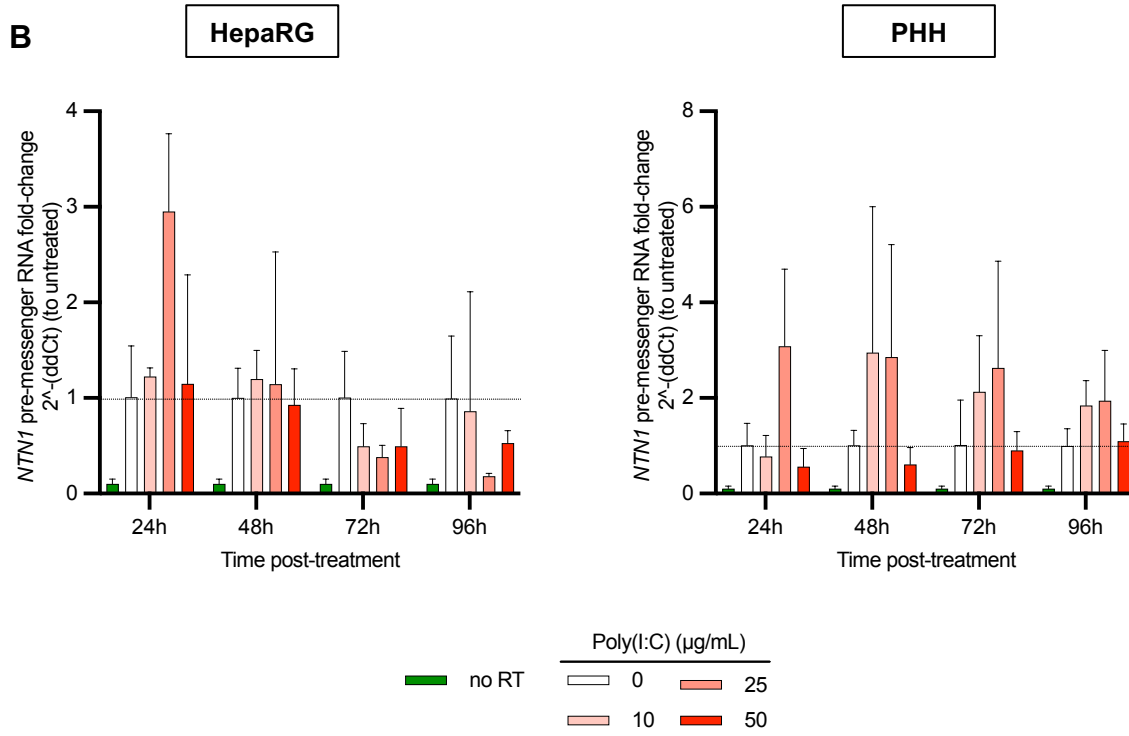 B
HepaRG
NTN1 pre-messenger RNA fold-change
2^-(ddCt) (to untreated)
4
3
2
1
0
24h
48h
72h
96h
Time post-treatment
PHH
NTN1 pre-messenger RNA fold-change
2^-(ddCt) (to untreated)
8
6
4
2
0
24h
48h
72h
96h
Time post-treatment
Poly(I:C) (µg/mL)
no RT
0
25
10
50